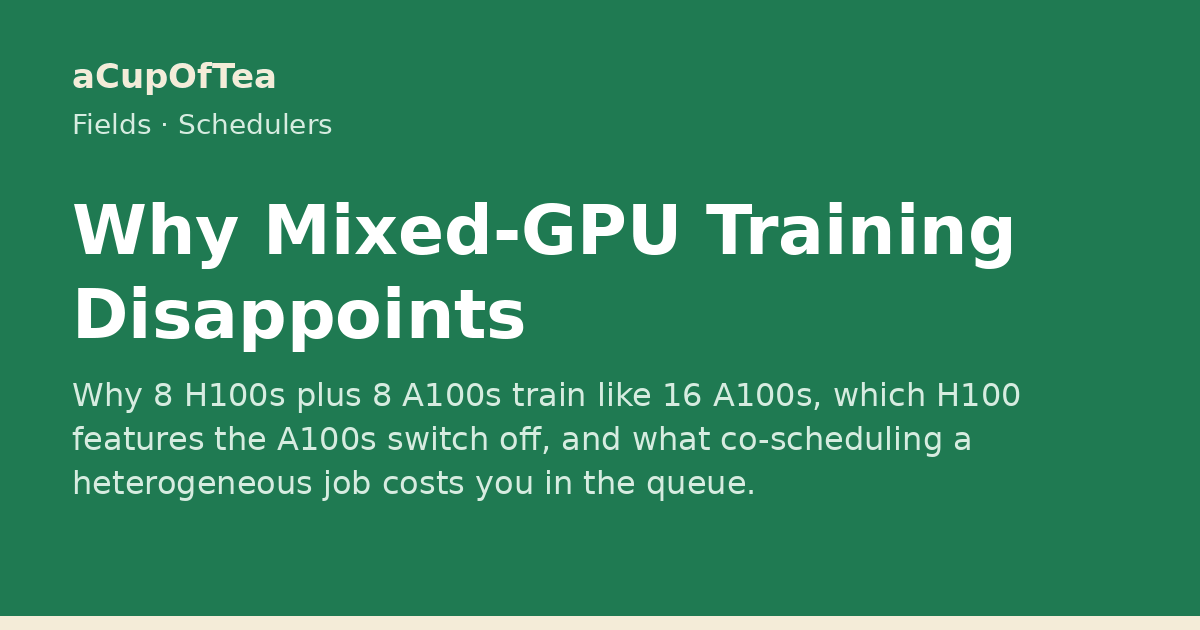 aCupOfTea
Fields · Schedulers
Why Mixed-GPU Training
Disappoints
Why 8 H100s plus 8 A100s train like 16 A100s, which H100
features the A100s switch off, and what co-scheduling a
heterogeneous job costs you in the queue.